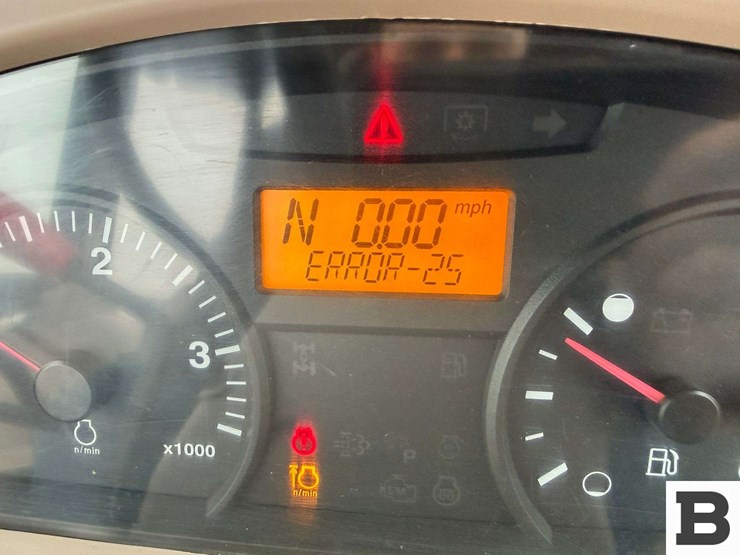 N 0.00 mph
ERROR-25
2
3
n/min
x1000
n/min
P
B